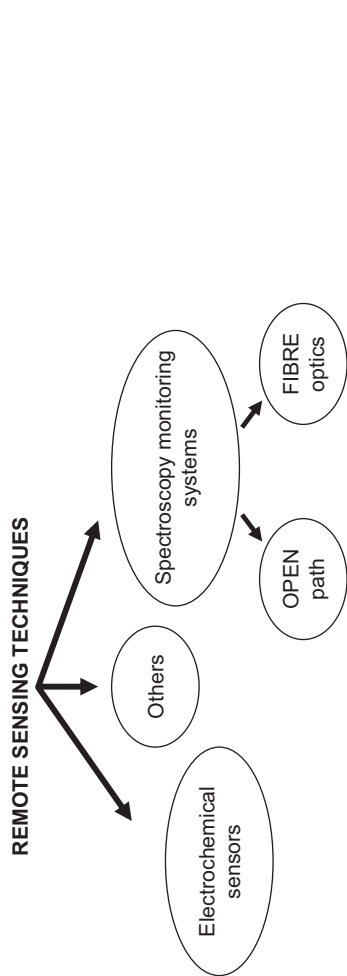 REMOTE SENSING TECHNIQUES
Electrochemical
sensors
Others
Spectroscopy monitoring
systems
OPEN
path
FIBRE
optics